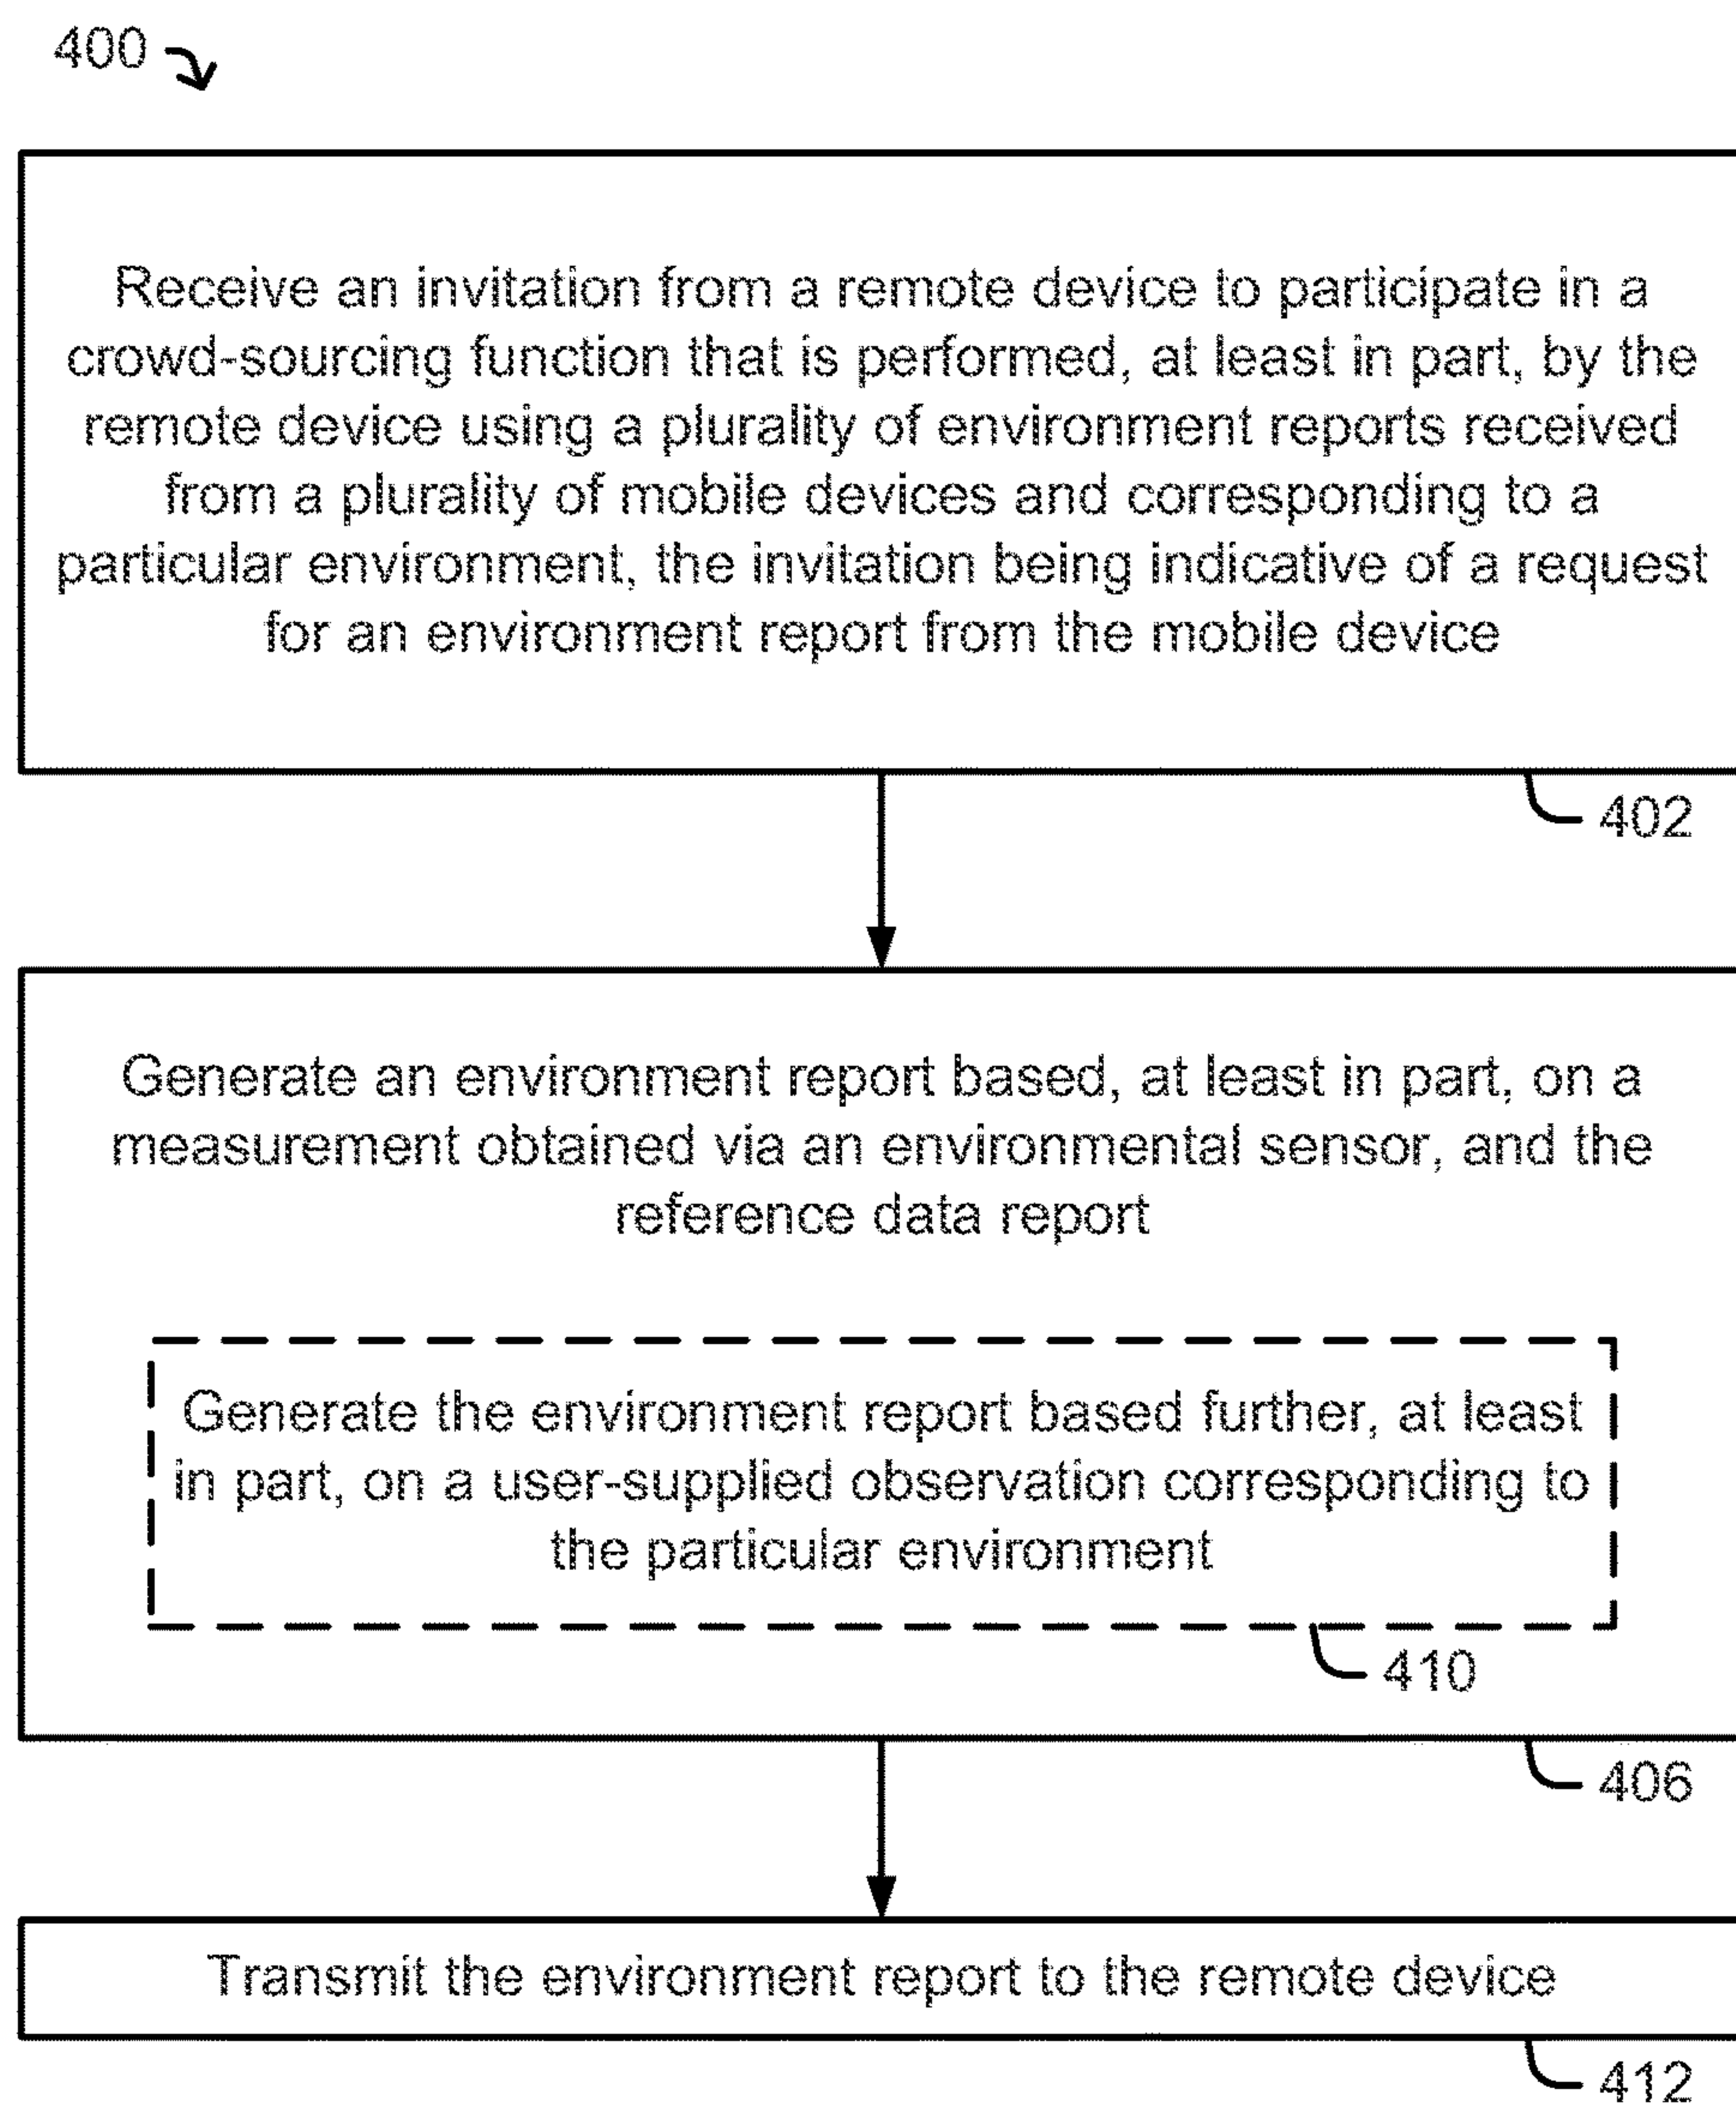 400
Receive an invitation from a remote device to participate in a
crowd-sourcing function that is performed, at least in part, by the
remote device using a plurality of environment reports received
from a plurality of mobile devices and corresponding to a
particular environment, the invitation being indicative of a request
for an environment report from the mobile device
402
Generate an environment report based, at least in part, on a
measurement obtained via an environmental sensor, and the
reference data report
Generate the environment report based further, at least
in part, on a user-supplied observation corresponding to
the particular environment
410
406
Transmit the environment report to the remote device
412